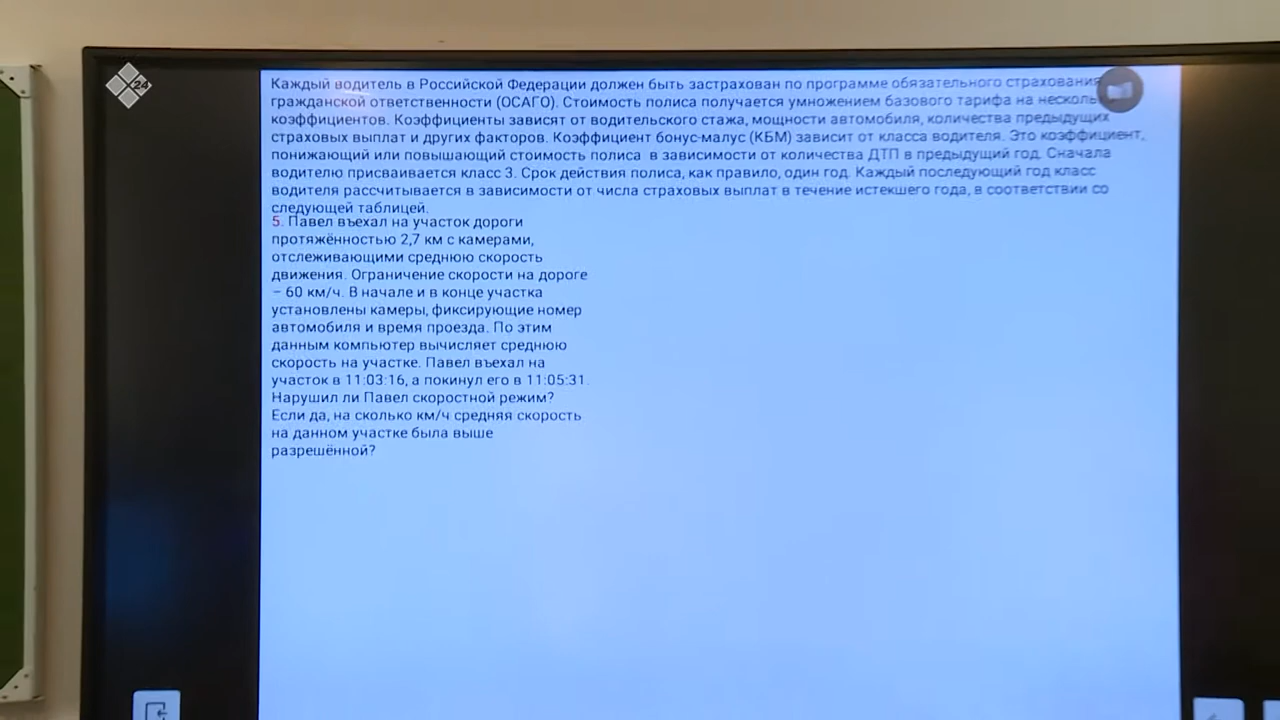 Х24
Каждый водитель в Российской Федерации должен быть застрахован по программе обязательного страхования
гражданской ответственности (ОСАГО). Стоимость полиса получается умножением базового тарифа на
коэффициентов. Коэффициенты зависят от водительского стажа, мощности автомобиля, количества предыдущих
страховых выплат и других факторов. Коэффициент бонус-малус (КБМ) зависит от класса водителя. Это коэффициент,
понижающий или повышающий стоимость полиса в зависимости от количества ДТП в предыдущий год. Сначала
водителю присваивается класс 3. Срок действия полиса, как правило, один год. Каждый последующий год класс
водителя рассчитывается в зависимости от числа страховых выплат в течение истекшего года, в соответствии со
следующей таблицей.
5. Павел въехал на участок дороги
протяжённостью 2,7 км с камерами,
отслеживающими среднюю скорость
движения. Ограничение скорости на дороге
– 60 км/ч. В начале и в конце участка
установлены камеры, фиксирующие номер
автомобиля и время проезда. По этим
данным компьютер вычисляет среднюю
скорость на участке. Павел въехал на
участок в 11:03:16, а покинул его в 11:05:31.
Нарушил ли Павел скоростной режим?
Если да, на сколько км/ч средняя скорость
на данном участке была выше
разрешённой?